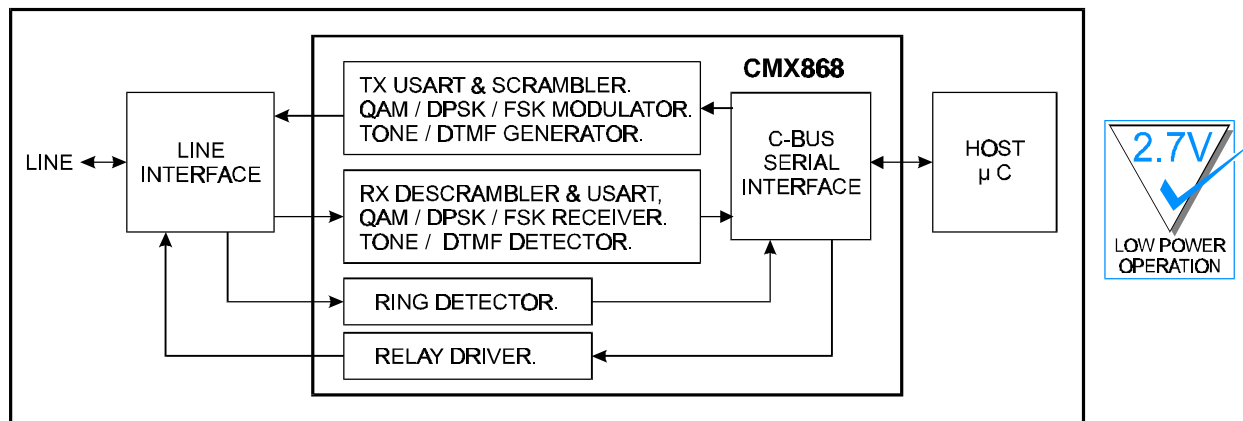 CMX868
TX USART & SCRAMBLER.
QAM / DPSK / FSK MODULATOR.
TONE / DTMF GENERATOR.
LINE
LINE
INTERFACE
C-BUS
SERIAL
INTERFACE
HOST
µ C
RX DESCRAMBLER & USART,
QAM / DPSK / FSK RECEIVER.
TONE / DTMF DETECTOR.
RING DETECTOR.
RELAY DRIVER.
2.7V
LOW POWER
OPERATION